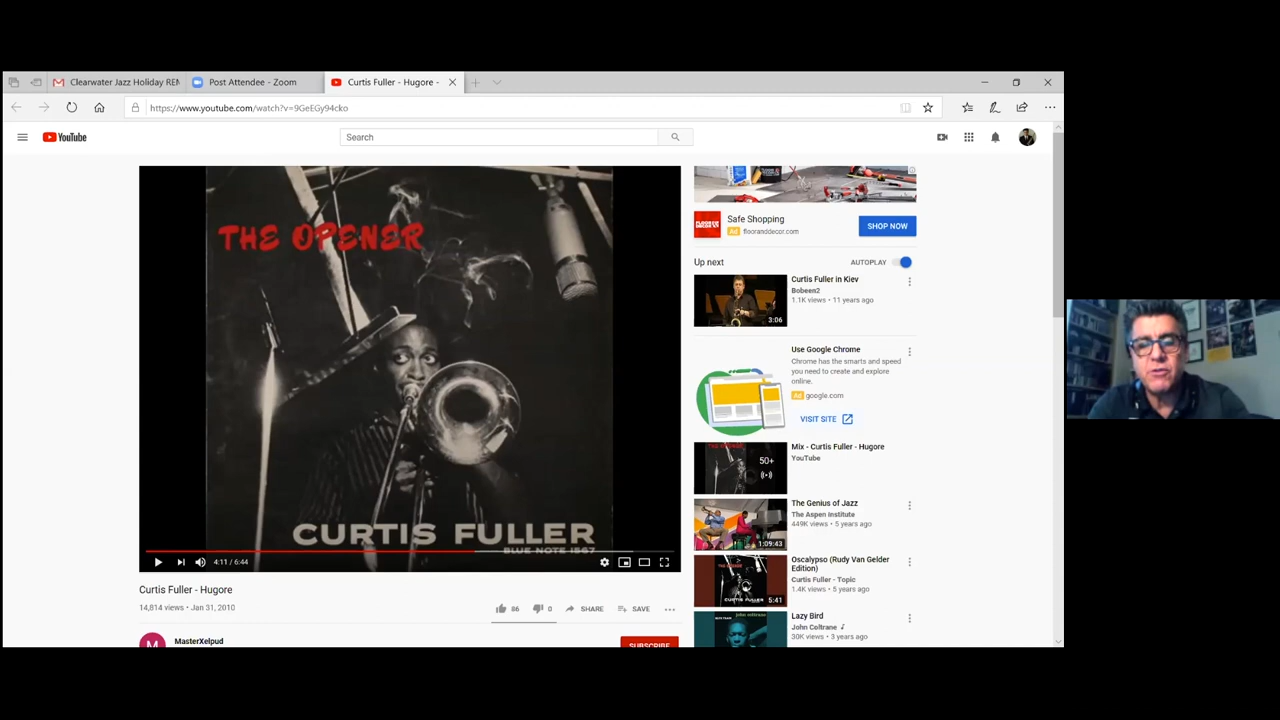 Clearwater Jazz Holiday REM
Post Attendee - Zoom
Curtis Fuller - Hugore -
https://www.youtube.com/watch?v=9GeEGy94cko
YouTube
Search
THE OPENER
CURTIS FULLER
BLUE NOTE 1567
4:11 / 6:44
Curtis Fuller - Hugore
14,814 views • Jan 31, 2010
86
0
SHARE
SAVE
MasterXelpud
SUBSCRIBE
Safe Shopping
Ad flooranddecor.com
SHOP NOW
Up next
AUTOPLAY
3:06
Curtis Fuller in Kiev
Bobeen2
1.1K views • 11 years ago
Use Google Chrome
Chrome has the smarts and speed
you need to create and explore
online.
Ad google.com
VISIT SITE
50+
Mix - Curtis Fuller - Hugore
YouTube
1:09:43
The Genius of Jazz
The Aspen Institute
449K views • 5 years ago
5:41
Oscalypso (Rudy Van Gelder
Edition)
Curtis Fuller - Topic
1.4K views • 5 years ago
Lazy Bird
John Coltrane
30K views • 3 years ago